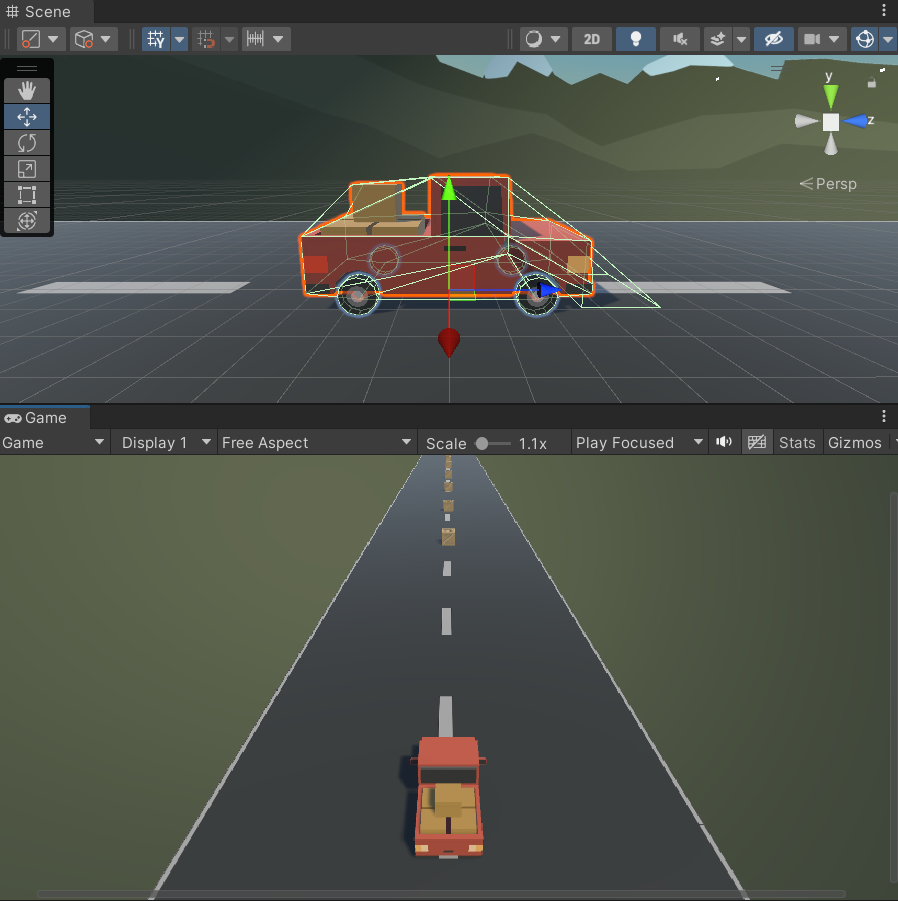 Scene
2D
y
z
Persp
Game
Game Display 1 Free Aspect Scale 1.1x Play Focused Stats Gizmos